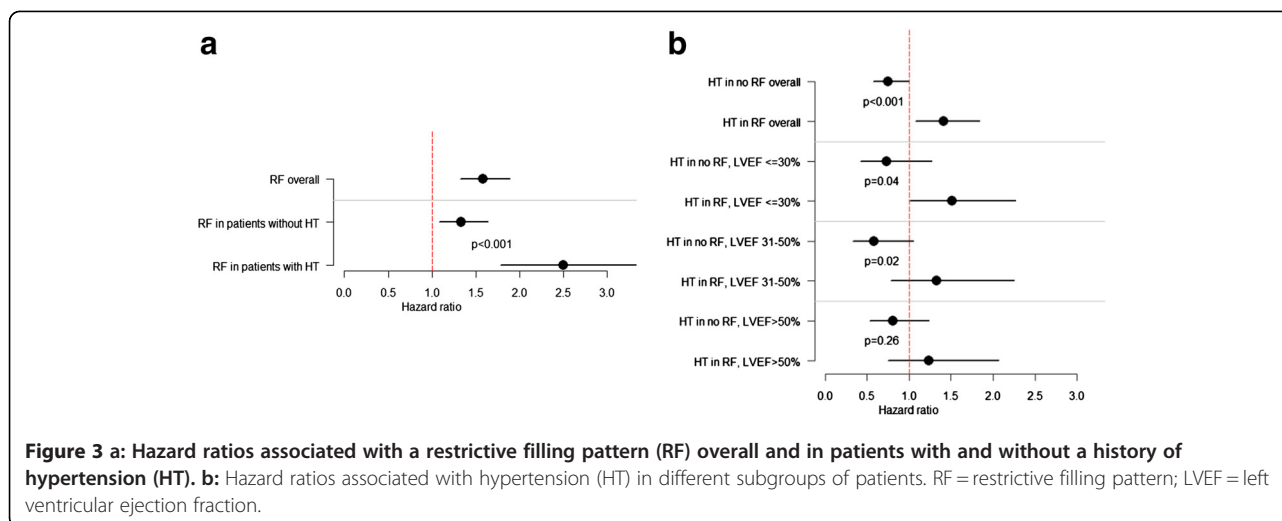 a
RF overall
RF in patients without HT
p<0.001
RF in patients with HT
0.0 0.5 1.0 1.5 2.0 2.5 3.0
Hazard ratio
b
HT in no RF overall
p<0.001
HT in RF overall
HT in no RF, LVEF <=30%
p=0.04
HT in RF, LVEF <=30%
HT in no RF, LVEF 31-50%
p=0.02
HT in RF, LVEF 31-50%
HT in no RF, LVEF>50%
p=0.26
HT in RF, LVEF>50%
0.0 0.5 1.0 1.5 2.0 2.5 3.0
Hazard ratio
Figure 3 a: Hazard ratios associated with a restrictive filling pattern (RF) overall and in patients with and without a history of
hypertension (HT). b: Hazard ratios associated with hypertension (HT) in different subgroups of patients. RF = restrictive filling pattern; LVEF = left
ventricular ejection fraction.